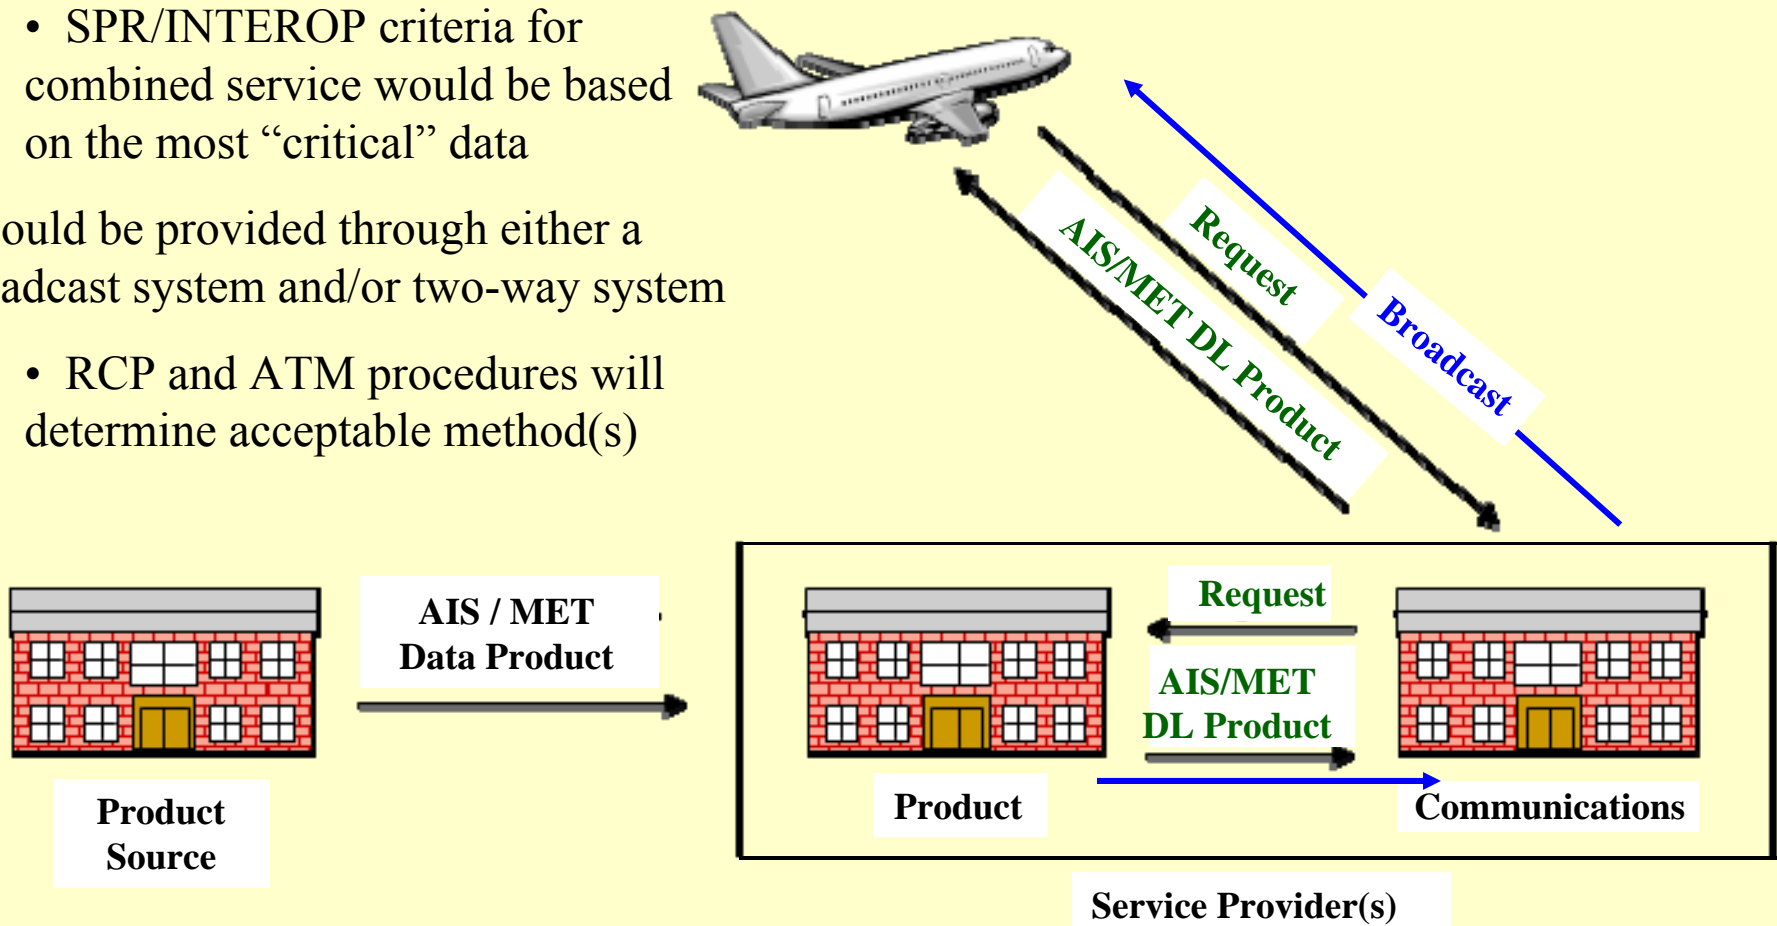 • SPR/INTEROP criteria for
combined service would be based
on the most “critical” data
ould be provided through either a
adcast system and/or two-way system
• RCP and ATM procedures will
determine acceptable method(s)
Request
AIS/MET DL Product
Broadcast
AIS / MET
Data Product
Request
AIS/MET
DL Product
Product
Source
Product
Communications
Service Provider(s)